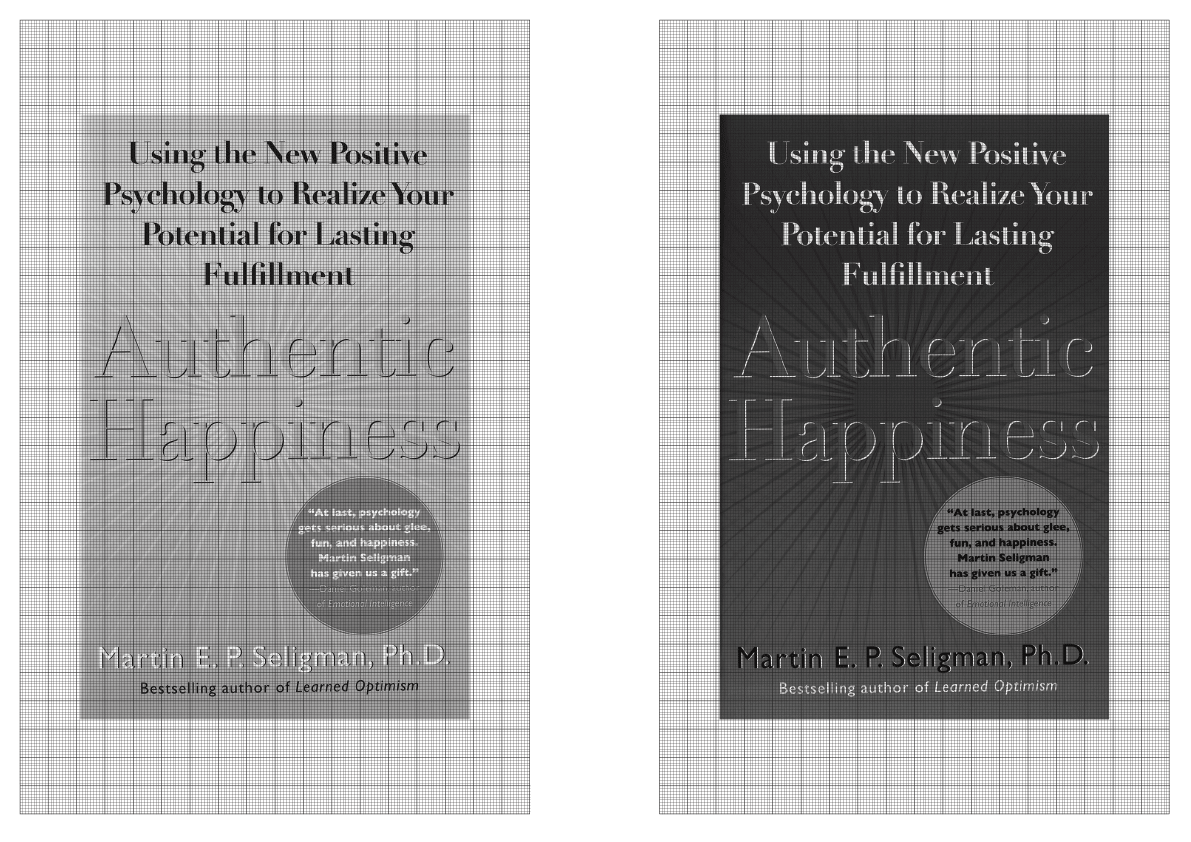 Using the New Positive
Psychology to Realize Your
Potential for Lasting
Fulfillment
Authentic
Happiness
“At last, psychology
gets serious about glee,
fun, and happiness.
Martin Seligman
has given us a gift.”
—Daniel Goleman, author
of Emotional Intelligence
Martin E. P. Seligman, Ph.D.
Bestselling author of Learned Optimism
Using the New Positive
Psychology to Realize Your
Potential for Lasting
Fulfillment
Authentic
Happiness
“At last, psychology
gets serious about glee,
fun, and happiness.
Martin Seligman
has given us a gift.”
—Daniel Goleman, author
of Emotional Intelligence
Martin E. P. Seligman, Ph.D.
Bestselling author of Learned Optimism